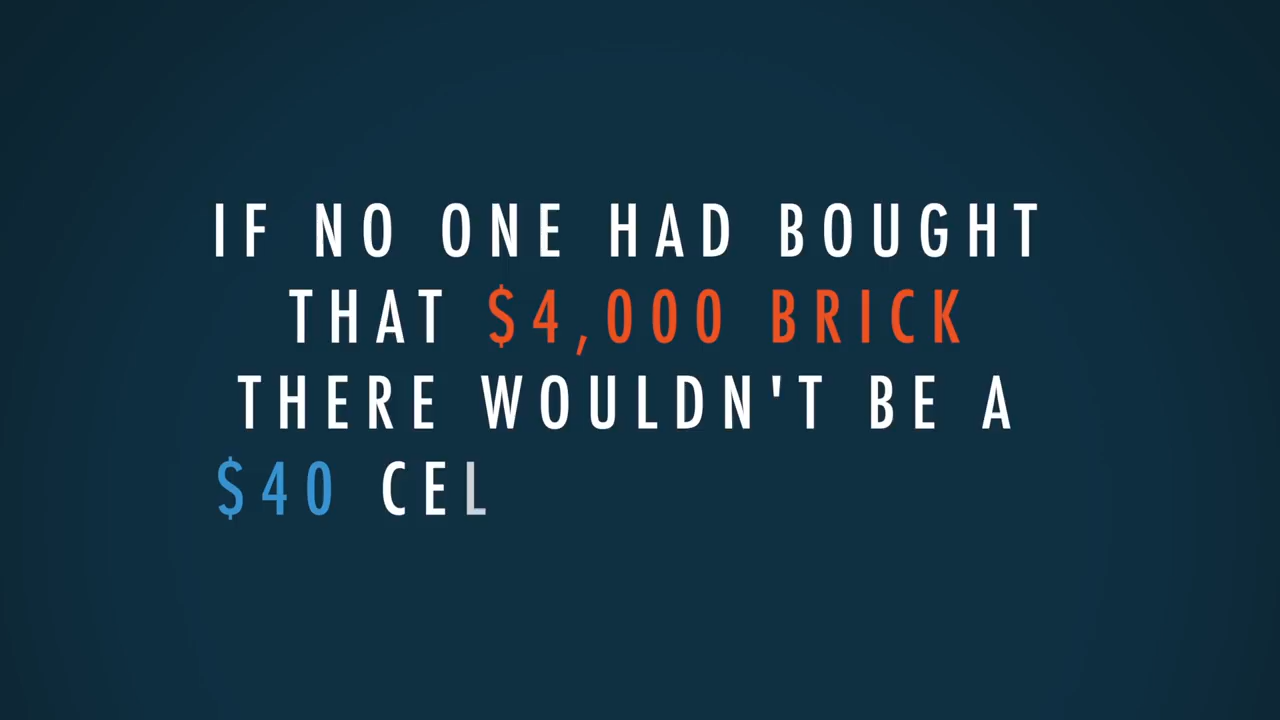 IF NO ONE HAD BOUGHT
THAT $4,000 BRICK
THERE WOULDN'T BE A
$40 CEL